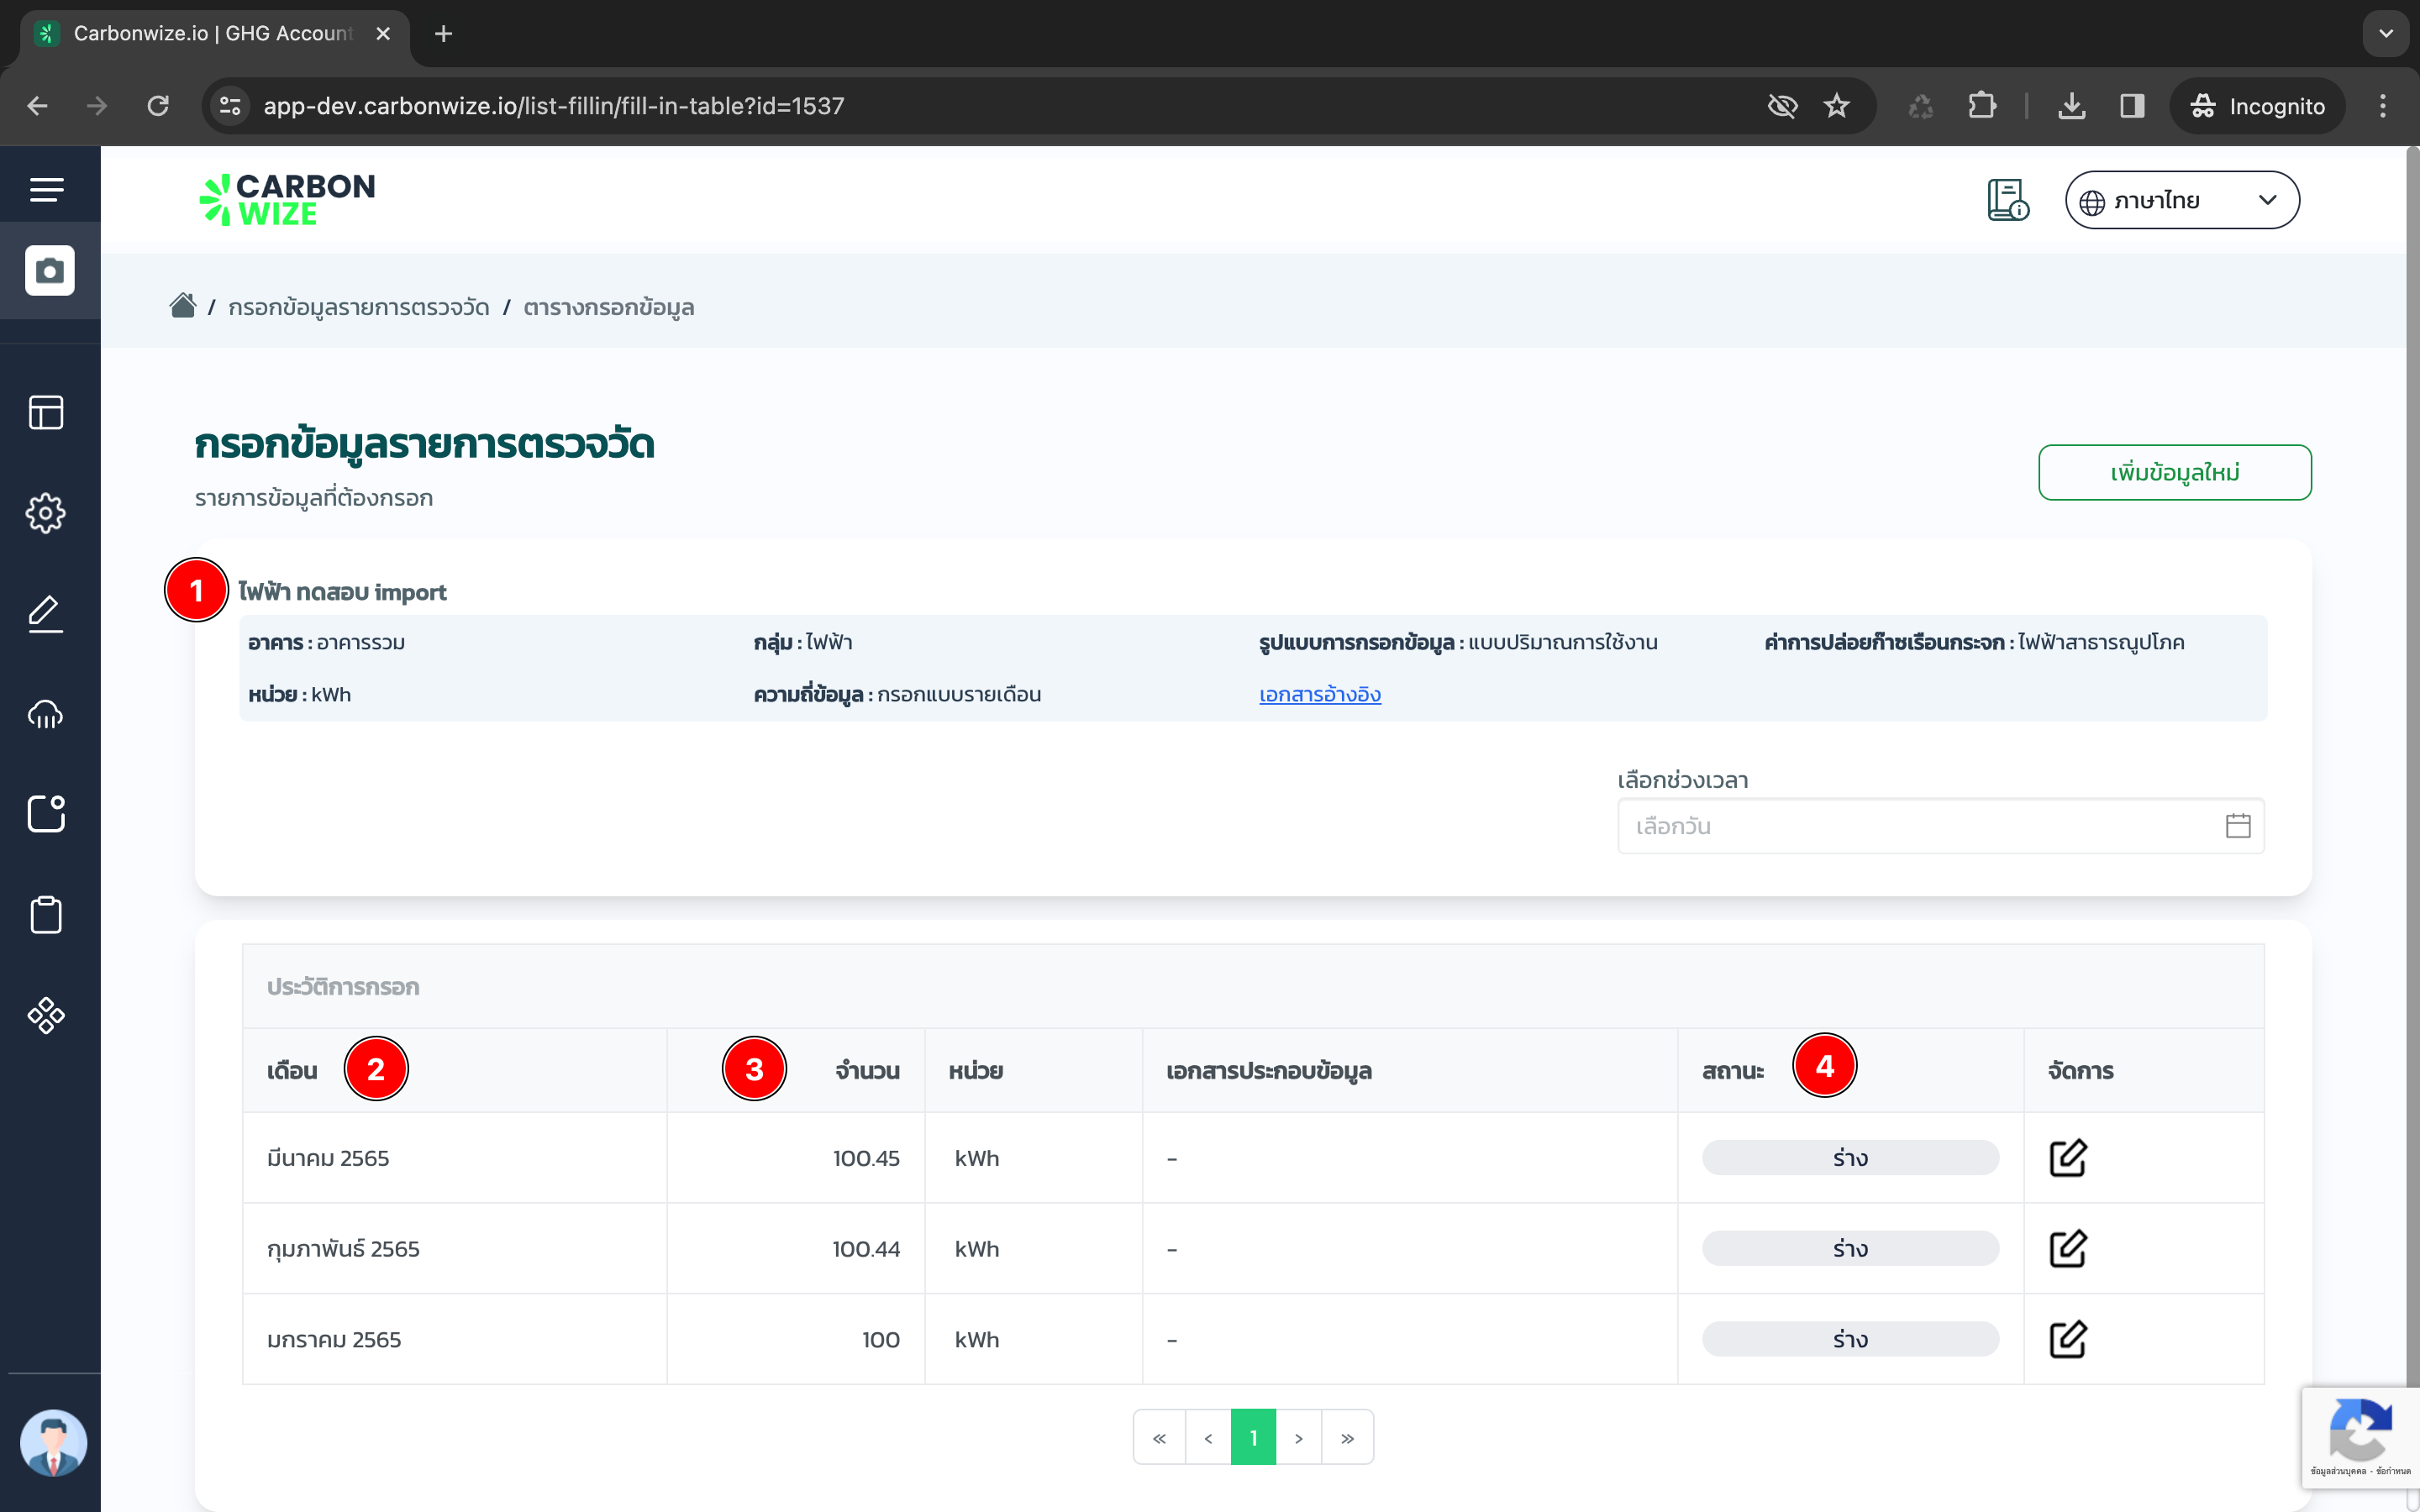 Carbonwize.io | GHG Account
app-dev.carbonwize.io/list-fillin/fill-in-table?id=1537
Incognito
CARBON
WIZE
ภาษาไทย
/ กรอกข้อมูลรายการตรวจวัด / ตารางกรอกข้อมูล
กรอกข้อมูลรายการตรวจวัด
รายการข้อมูลที่ต้องกรอก
เพิ่มข้อมูลใหม่
1 ไฟฟ้า ทดสอบ import
อาคาร : อาคารรวม กลุ่ม : ไฟฟ้า รูปแบบการกรอกข้อมูล : แบบปริมาณการใช้งาน ค่าการปล่อยก๊าซเรือนกระจก : ไฟฟ้าสาธารณูปโภค
หน่วย : kWh ความถี่ข้อมูล : กรอกแบบรายเดือน เอกสารอ้างอิง
เลือกช่วงเวลา
เลือกวัน
ประวัติการกรอก
เดือน 2 3 จำนวน หน่วย เอกสารประกอบข้อมูล สถานะ 4 จัดการ
มีนาคม 2565 100.45 kWh - ร่าง
กุมภาพันธ์ 2565 100.44 kWh - ร่าง
มกราคม 2565 100 kWh - ร่าง
« < 1 > »
ข้อมูลส่วนบุคคล - ข้อกำหนด